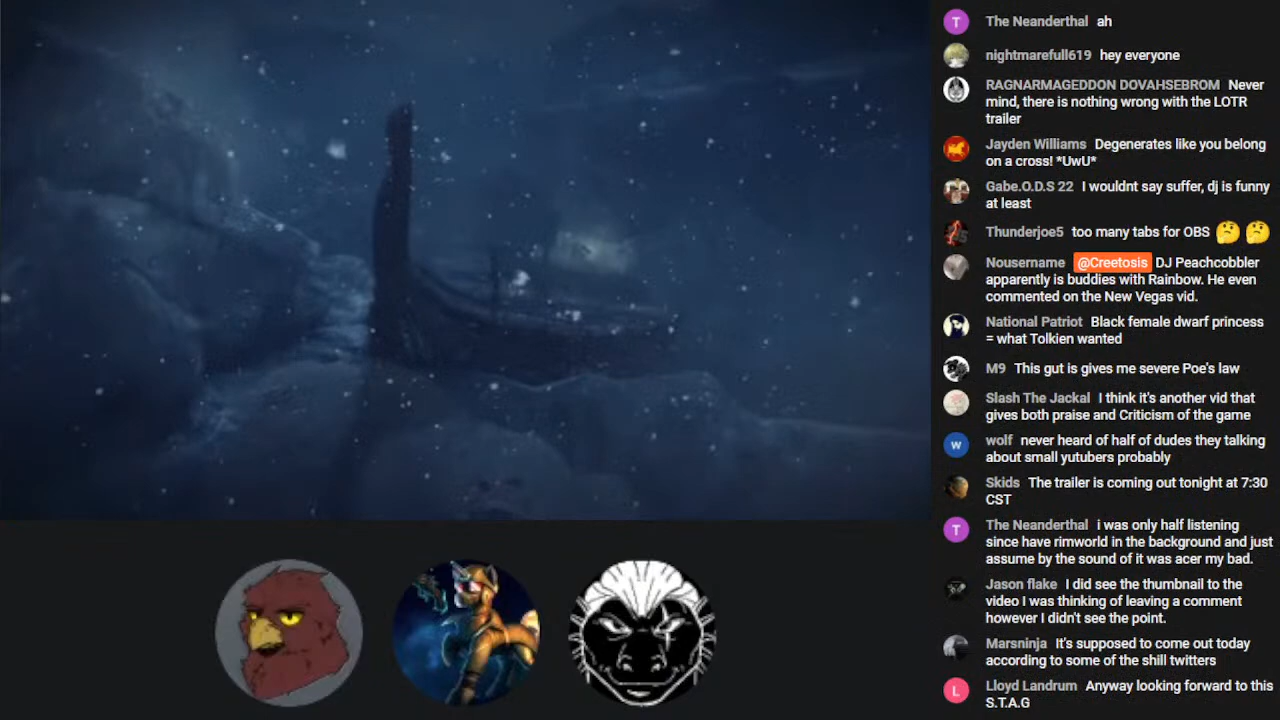 T
The Neanderthal ah
nightmarefull619 hey everyone
RAGNARMAGEDDON DOVAHSEBROM Never
mind, there is nothing wrong with the LOTR
trailer
Jayden Williams Degenerates like you belong
on a cross! *UwU*
Gabe.O.D.S 22 I wouldnt say suffer, dj is funny
at least
Thunderjoe5 too many tabs for OBS 🤔 🤔
Nousername @Creetosis DJ Peachcobbler
apparently is buddies with Rainbow. He even
commented on the New Vegas vid.
National Patriot Black female dwarf princess
= what Tolkien wanted
M9 This gut is gives me severe Poe's law
Slash The Jackal I think it's another vid that
gives both praise and Criticism of the game
w
wolf never heard of half of dudes they talking
about small yutubers probably
Skids The trailer is coming out tonight at 7:30
CST
T
The Neanderthal i was only half listening
since have rimworld in the background and just
assume by the sound of it was acer my bad.
Jason flake I did see the thumbnail to the
video I was thinking of leaving a comment
however I didn't see the point.
Marsninja It's supposed to come out today
according to some of the shill twitters
L
Lloyd Landrum Anyway looking forward to this
S.T.A.G